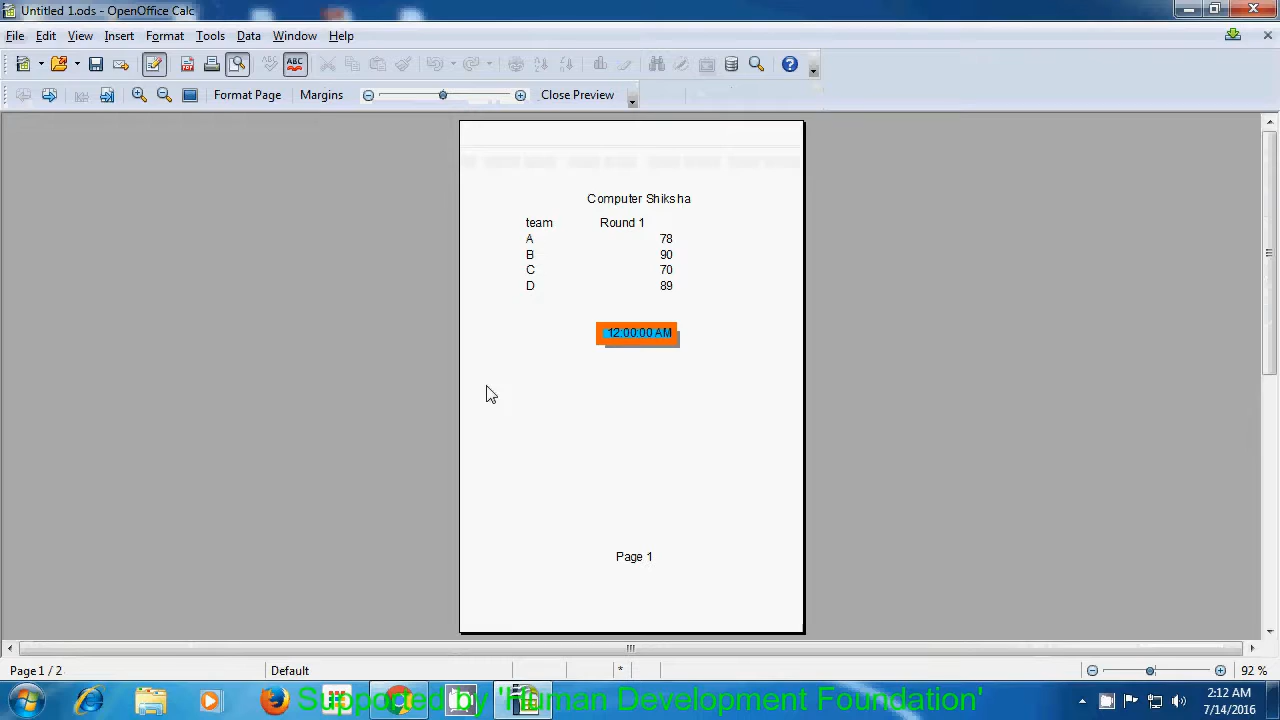 Untitled 1.ods - OpenOffice Calc
File Edit View Insert Format Tools Data Window Help
ABC
Format Page Margins Close Preview
Computer Shiksha
team Round 1
A 78
B 90
C 70
D 89
12:00:00 AM
Page 1
Page 1 / 2 Default * 92 %
Supported by 'Human Development Foundation'
2:12 AM
7/14/2016